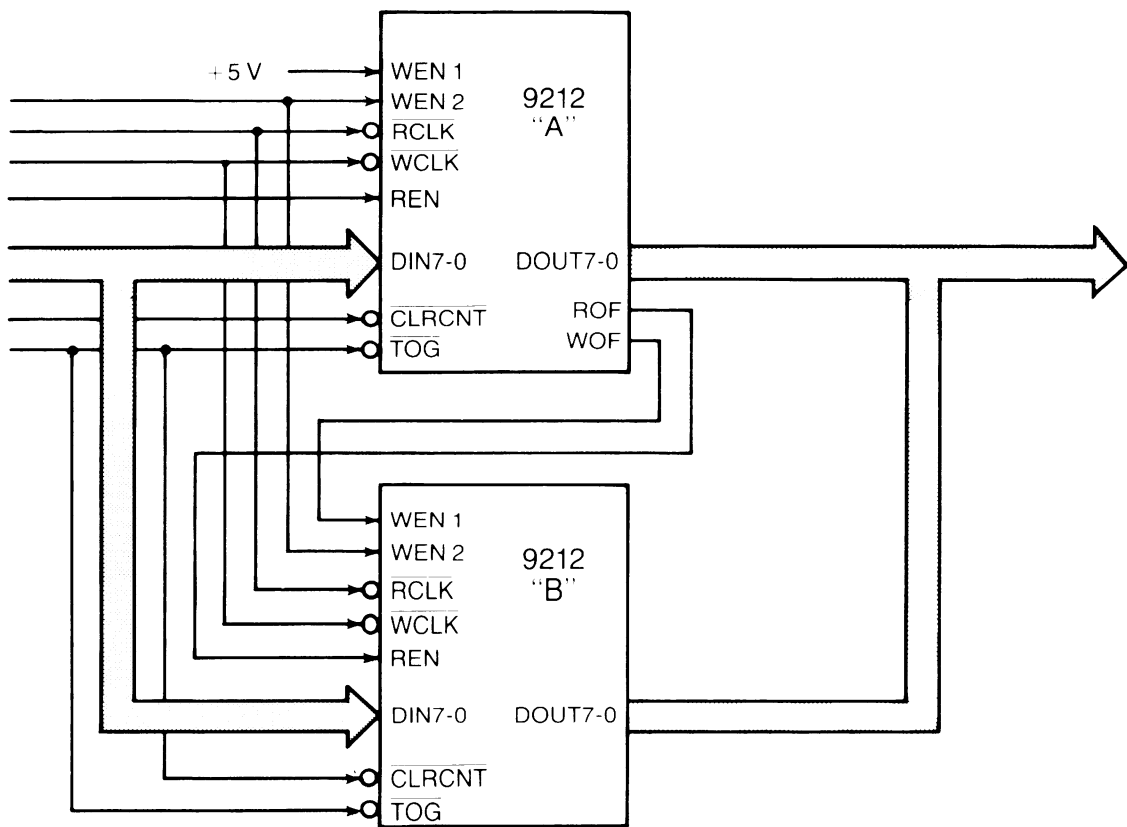 +5 V
WEN 1
WEN 2
RCLK
WCLK
REN
DIN7-0
CLRCNT
TOG
9212
"A"
DOUT7-0
ROF
WOF
WEN 1
WEN 2
RCLK
WCLK
REN
DIN7-0
CLRCNT
TOG
9212
"B"
DOUT7-0